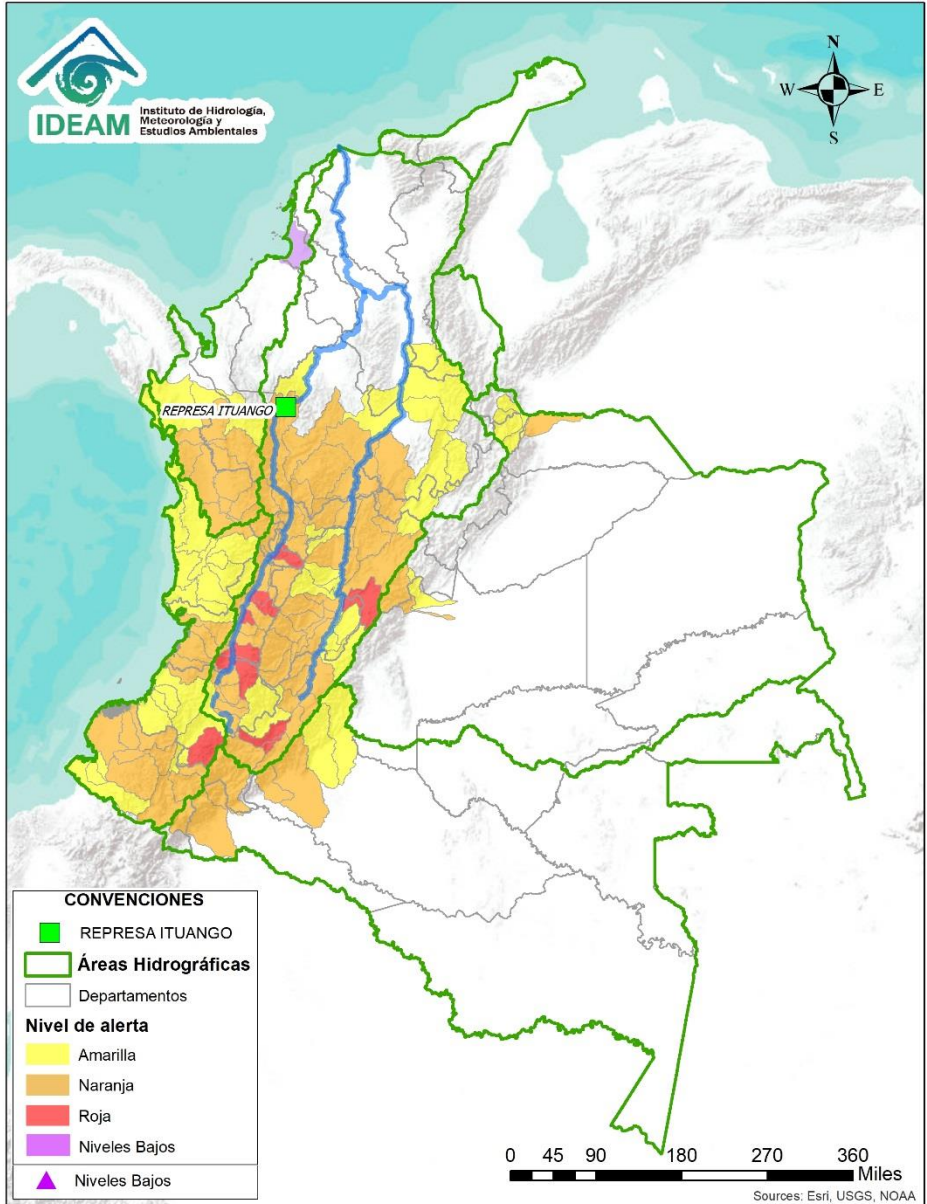 IDEAM
Instituto de Hidrología,
Meteorología y
Estudios Ambientales
N
W
E
S
REPRESA ITUANGO
CONVENCIONES
REPRESA ITUANGO
Áreas Hidrográficas
Departamentos
Nivel de alerta
Amarilla
Naranja
Roja
Niveles Bajos
Niveles Bajos
0 45 90 180 270 360
Miles
Sources: Esri, USGS, NOAA